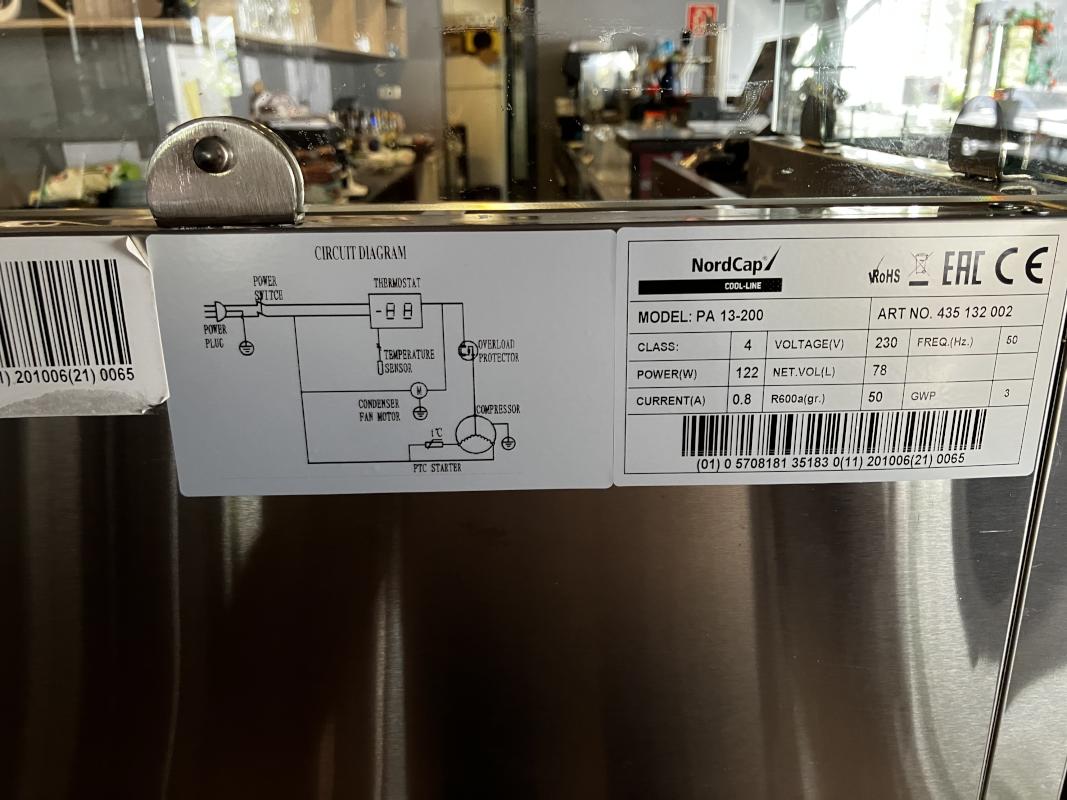 1) 201006(21) 0065
CIRCUIT DIAGRAM
POWER
SWITCH
THERMOSTAT
POWER
PLUG
OVERLOAD
PROTECTOR
TEMPERATURE
SENSOR
M
CONDENSER
FAN MOTOR
COMPRESSOR
t℃
PTC STARTER
NordCap®
COOL-LINE
RoHS EAC CE
MODEL: PA 13-200 ART NO. 435 132 002
CLASS: 4 VOLTAGE(V) 230 FREQ.(Hz.) 50
POWER(W) 122 NET.VOL(L) 78
CURRENT(A) 0.8 R600a(gr.) 50 GWP 3
(01) 0 5708181 35183 0(11) 201006(21) 0065